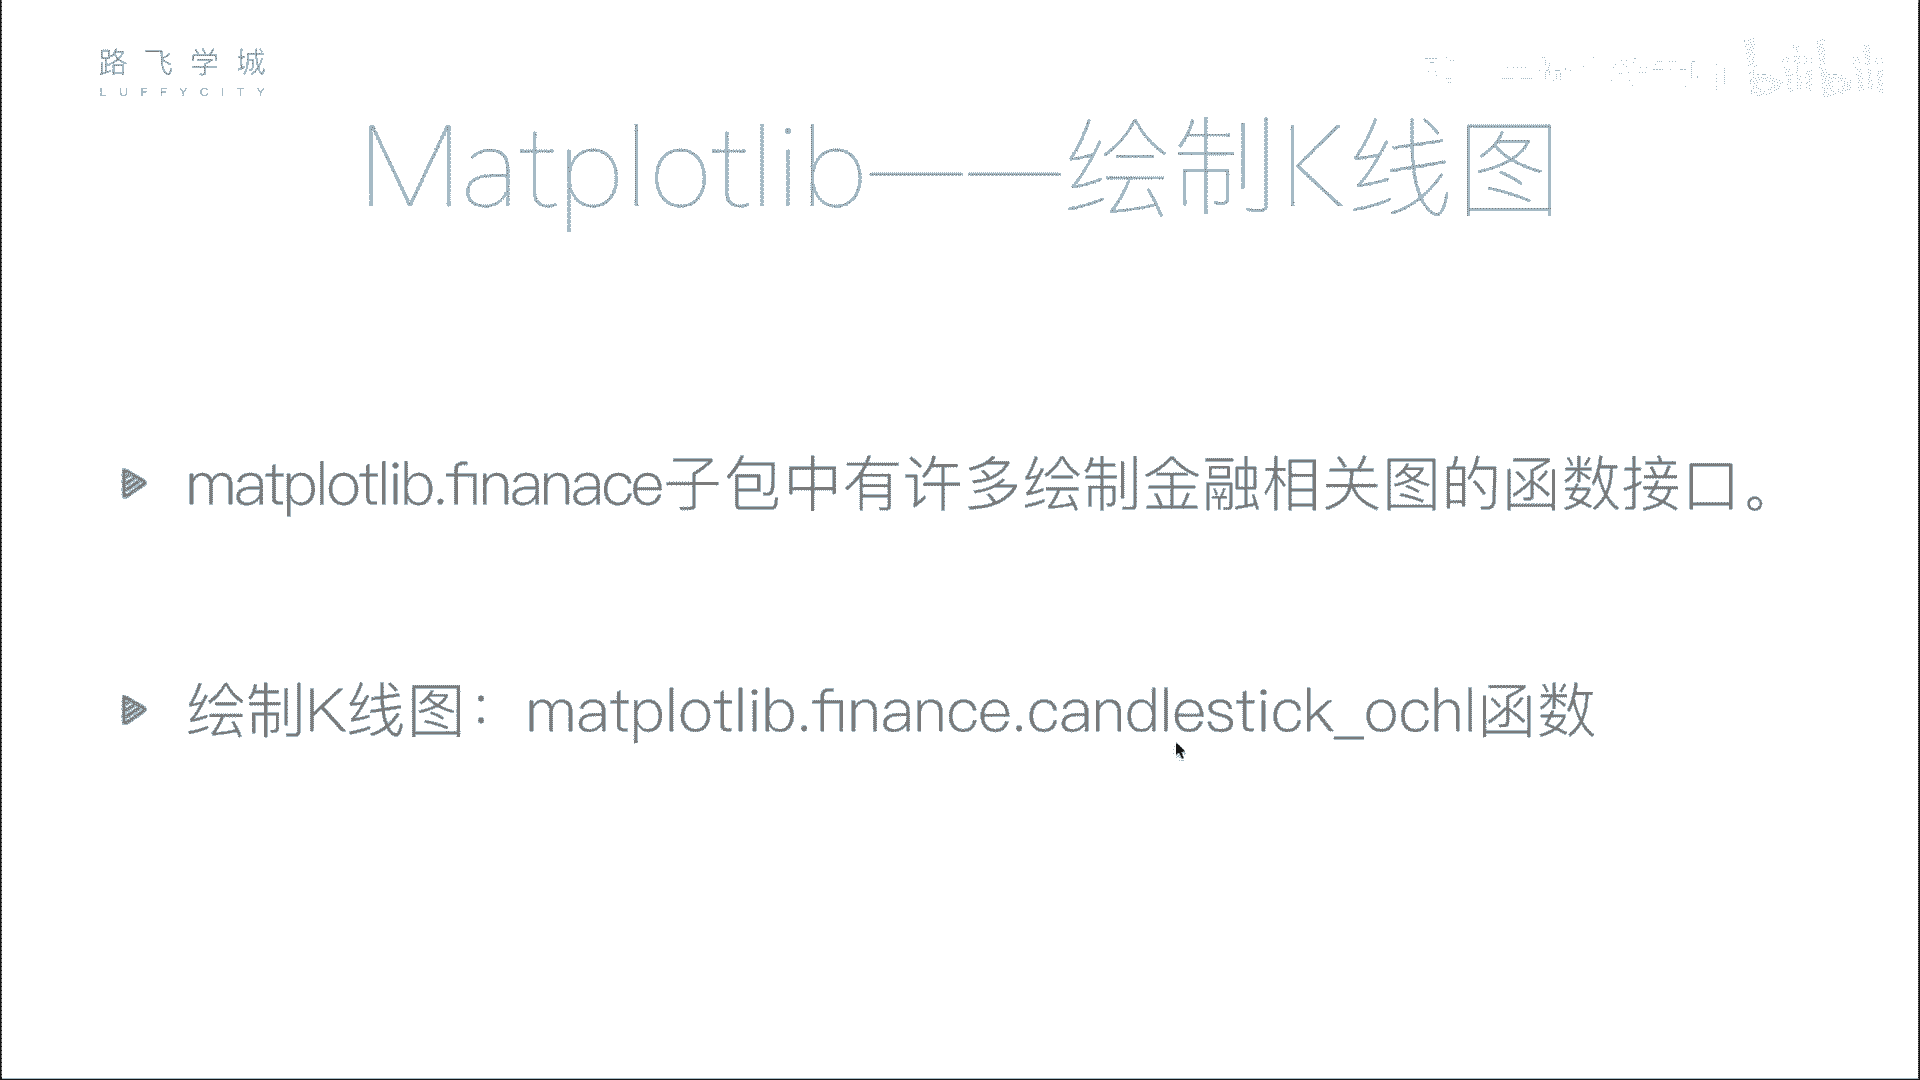 路飞学城
LUFFYCITY
bilibili
Matplotlib——绘制K线图
matplotlib.finanace子包中有许多绘制金融相关图的函数接口。
绘制K线图：matplotlib.finance.candlestick_ochl函数